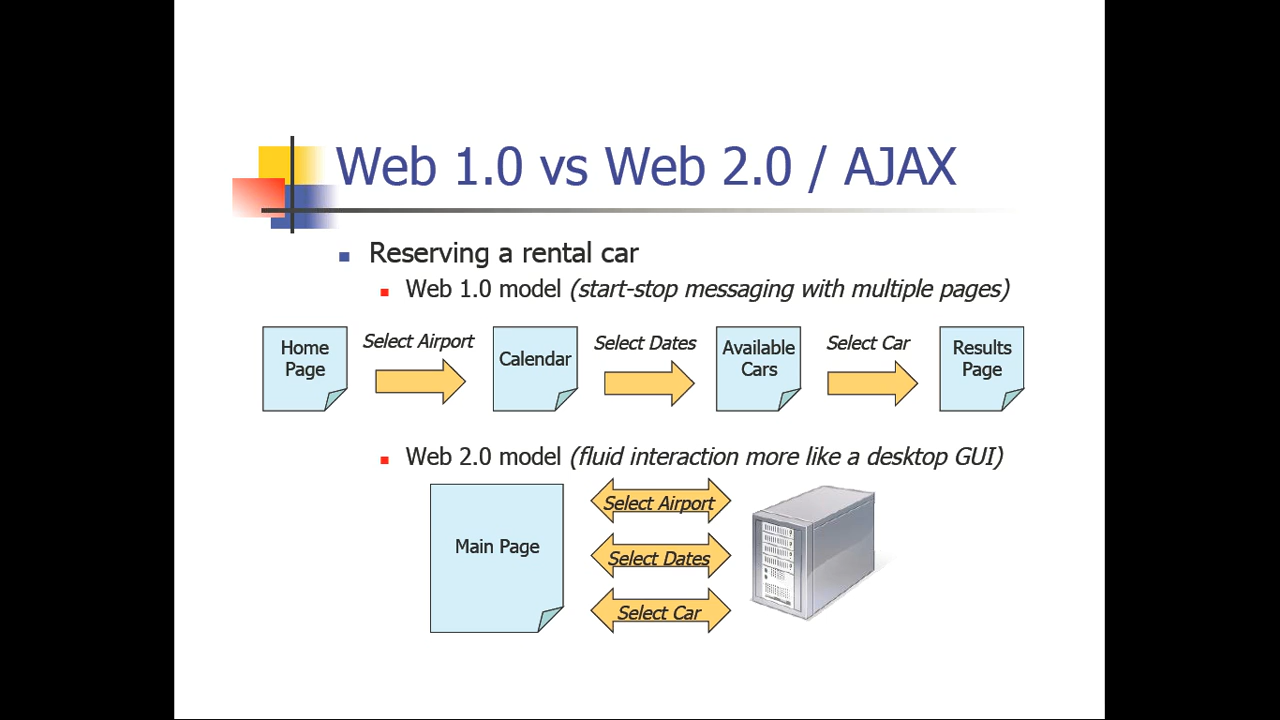 Web 1.0 vs Web 2.0 / AJAX
Reserving a rental car
Web 1.0 model (start-stop messaging with multiple pages)
Home
Page
Select Airport
Calendar
Select Dates
Available
Cars
Select Car
Results
Page
Web 2.0 model (fluid interaction more like a desktop GUI)
Main Page
Select Airport
Select Dates
Select Car